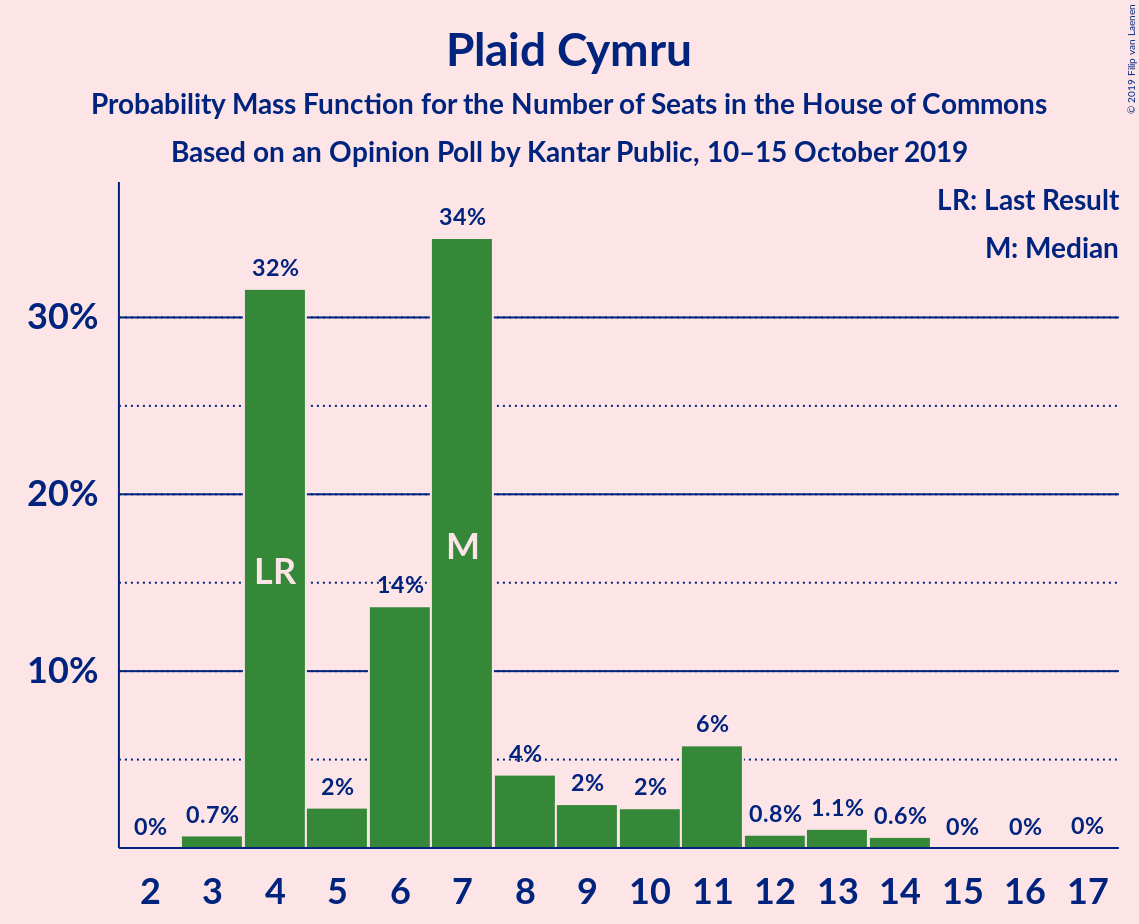 © 2019 Filip van Laenen
Plaid Cymru
Probability Mass Function for the Number of Seats in the House of Commons
Based on an Opinion Poll by Kantar Public, 10–15 October 2019
LR: Last Result
M: Median
30%
20%
10%
0%
0.7%
32%
2%
14%
34%
4%
2%
2%
6%
0.8%
1.1%
0.6%
0%
0%
0%
LR
M
2 3 4 5 6 7 8 9 10 11 12 13 14 15 16 17